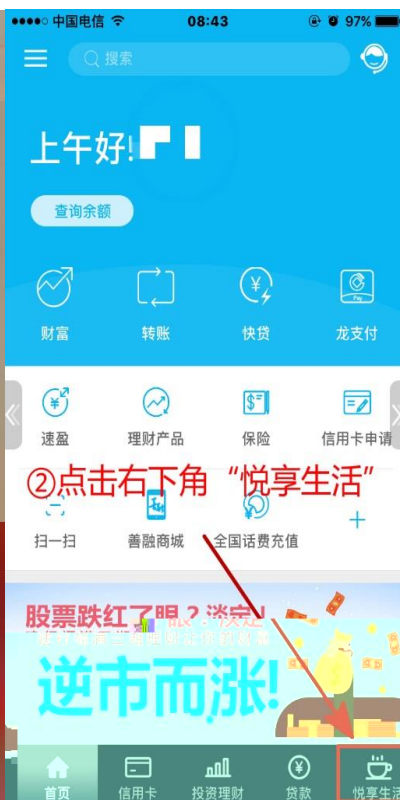 中国电信
08:43
97%
搜索
上午好!
查询余额
财富 转账 快贷 龙支付
速盈 理财产品 保险 信用卡申请
②点击右下角“悦享生活”
扫一扫 善融商城 全国话费充值
股票跌红了眼？淡定！
逆市而涨!
首页 信用卡 投资理财 贷款 悦享生活